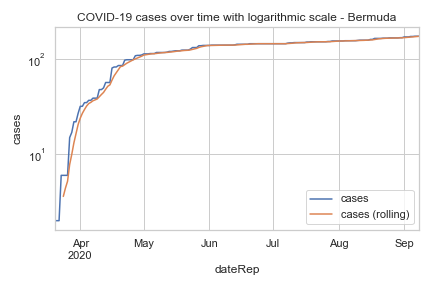 COVID-19 cases over time with logarithmic scale - Bermuda
10²
10¹
cases
cases
cases (rolling)
Apr
2020
May
Jun
Jul
Aug
Sep
dateRep